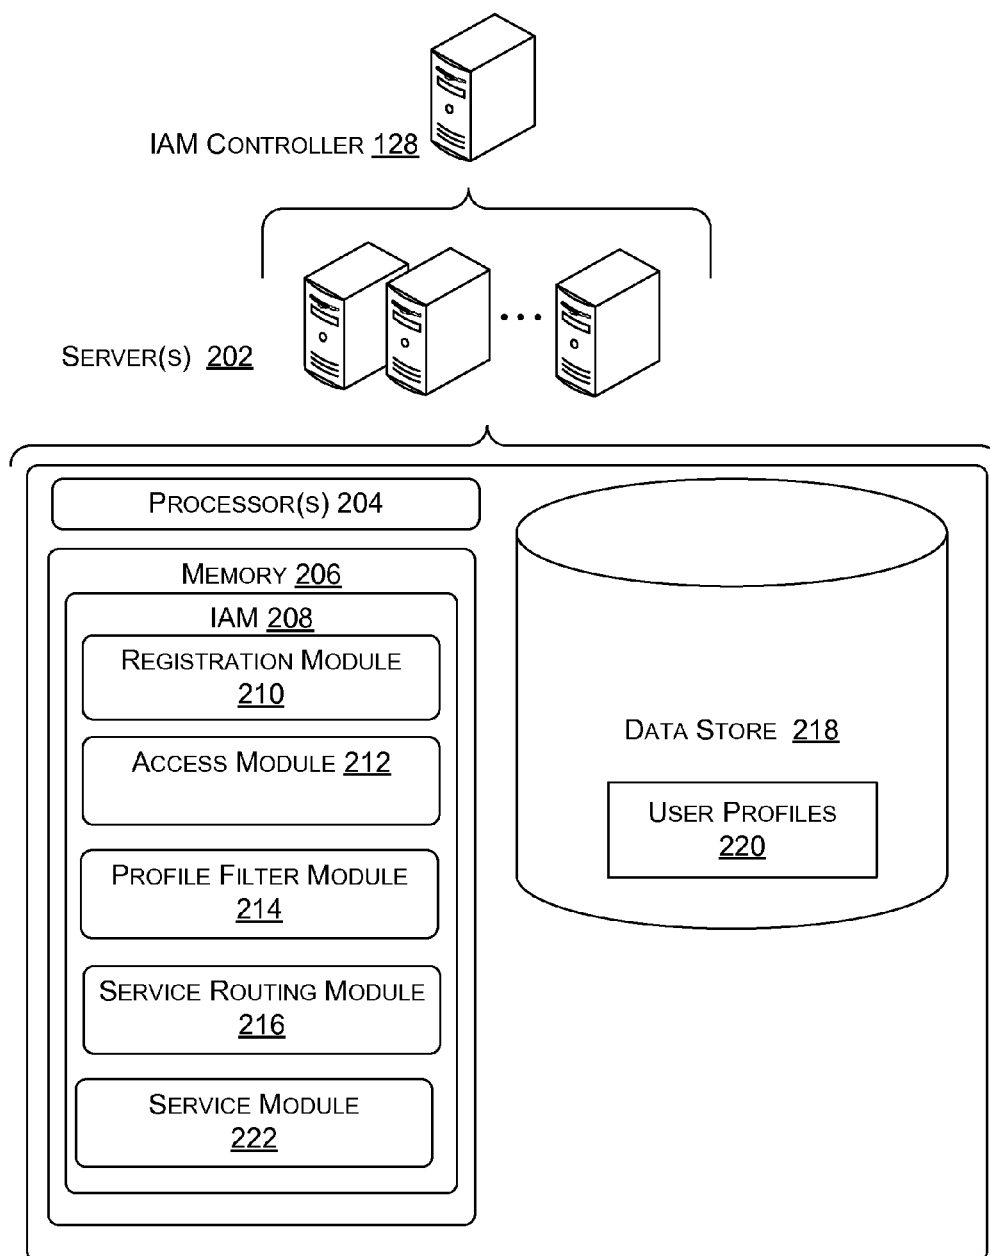 IAM CONTROLLER 128
SERVER(S) 202
PROCESSOR(S) 204
MEMORY 206
IAM 208
REGISTRATION MODULE
210
ACCESS MODULE 212
PROFILE FILTER MODULE
214
SERVICE ROUTING MODULE
216
SERVICE MODULE
222
DATA STORE 218
USER PROFILES
220